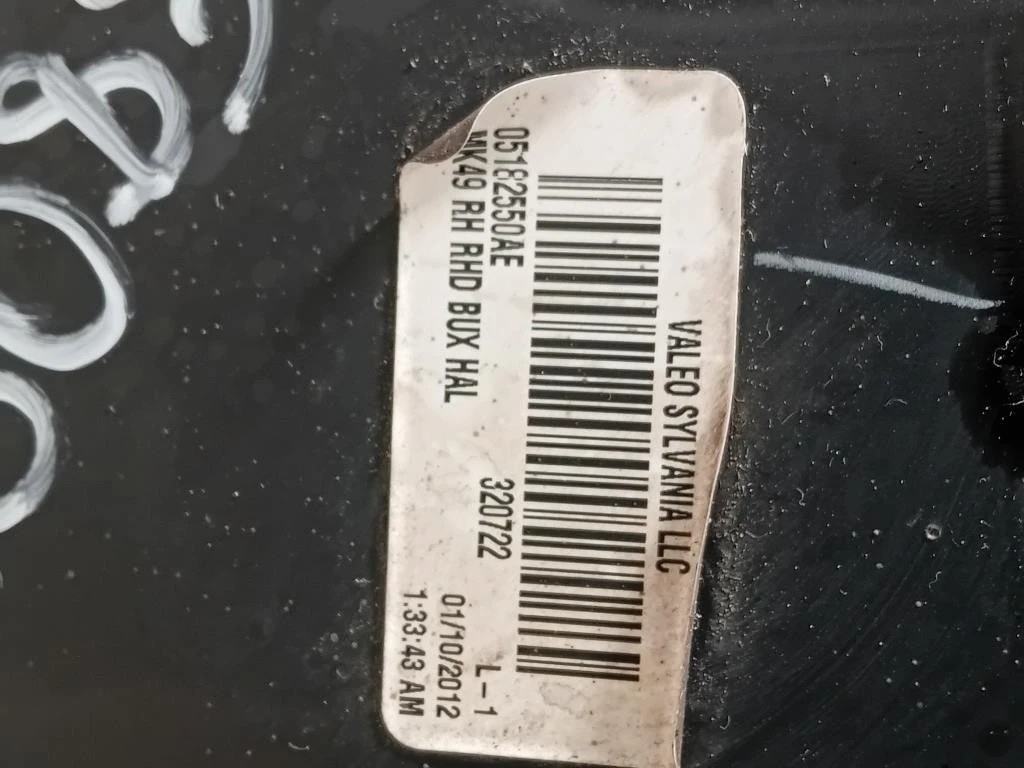 VALEO SYLVANIA LLC
05182550AE 320722 L-1
MK49 RH RHD BUX HAL 01/10/2012
1:33:43 AM